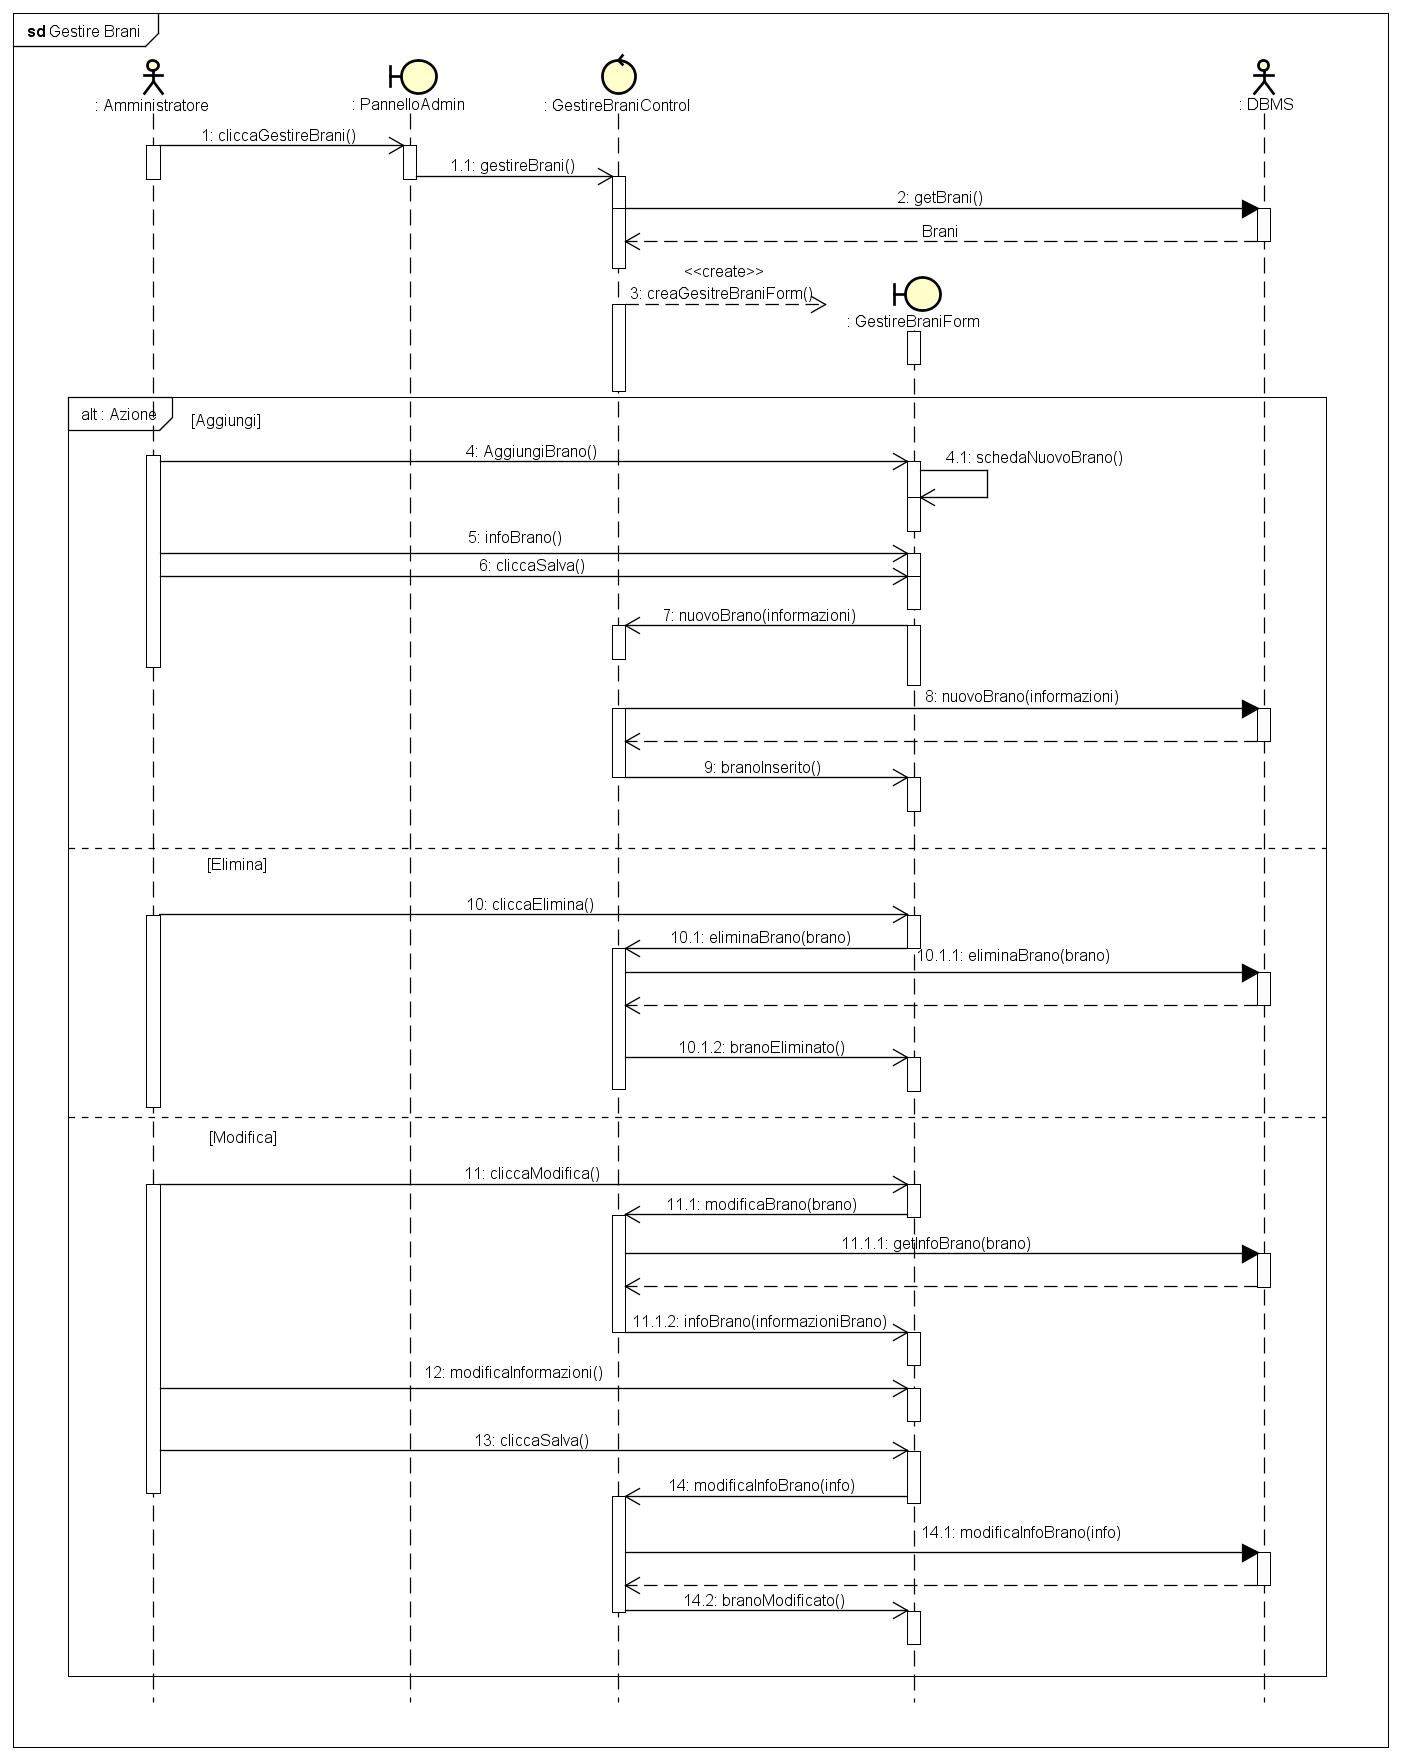 sd Gestire Brani
: Amministratore
: PannelloAdmin
: GestireBraniControl
: DBMS
1: cliccaGestireBrani()
1.1: gestireBrani()
2: getBrani()
Brani
<<create>>
3: creaGesitreBraniForm()
: GestireBraniForm
alt : Azione
[Aggiungi]
4: AggiungiBrano()
4.1: schedaNuovoBrano()
5: infoBrano()
6: cliccaSalva()
7: nuovoBrano(informazioni)
8: nuovoBrano(informazioni)
9: branoInserito()
[Elimina]
10: cliccaElimina()
10.1: eliminaBrano(brano)
10.1.1: eliminaBrano(brano)
10.1.2: branoEliminato()
[Modifica]
11: cliccaModifica()
11.1: modificaBrano(brano)
11.1.1: getInfoBrano(brano)
11.1.2: infoBrano(informazioniBrano)
12: modificaInformazioni()
13: cliccaSalva()
14: modificaInfoBrano(info)
14.1: modificaInfoBrano(info)
14.2: branoModificato()